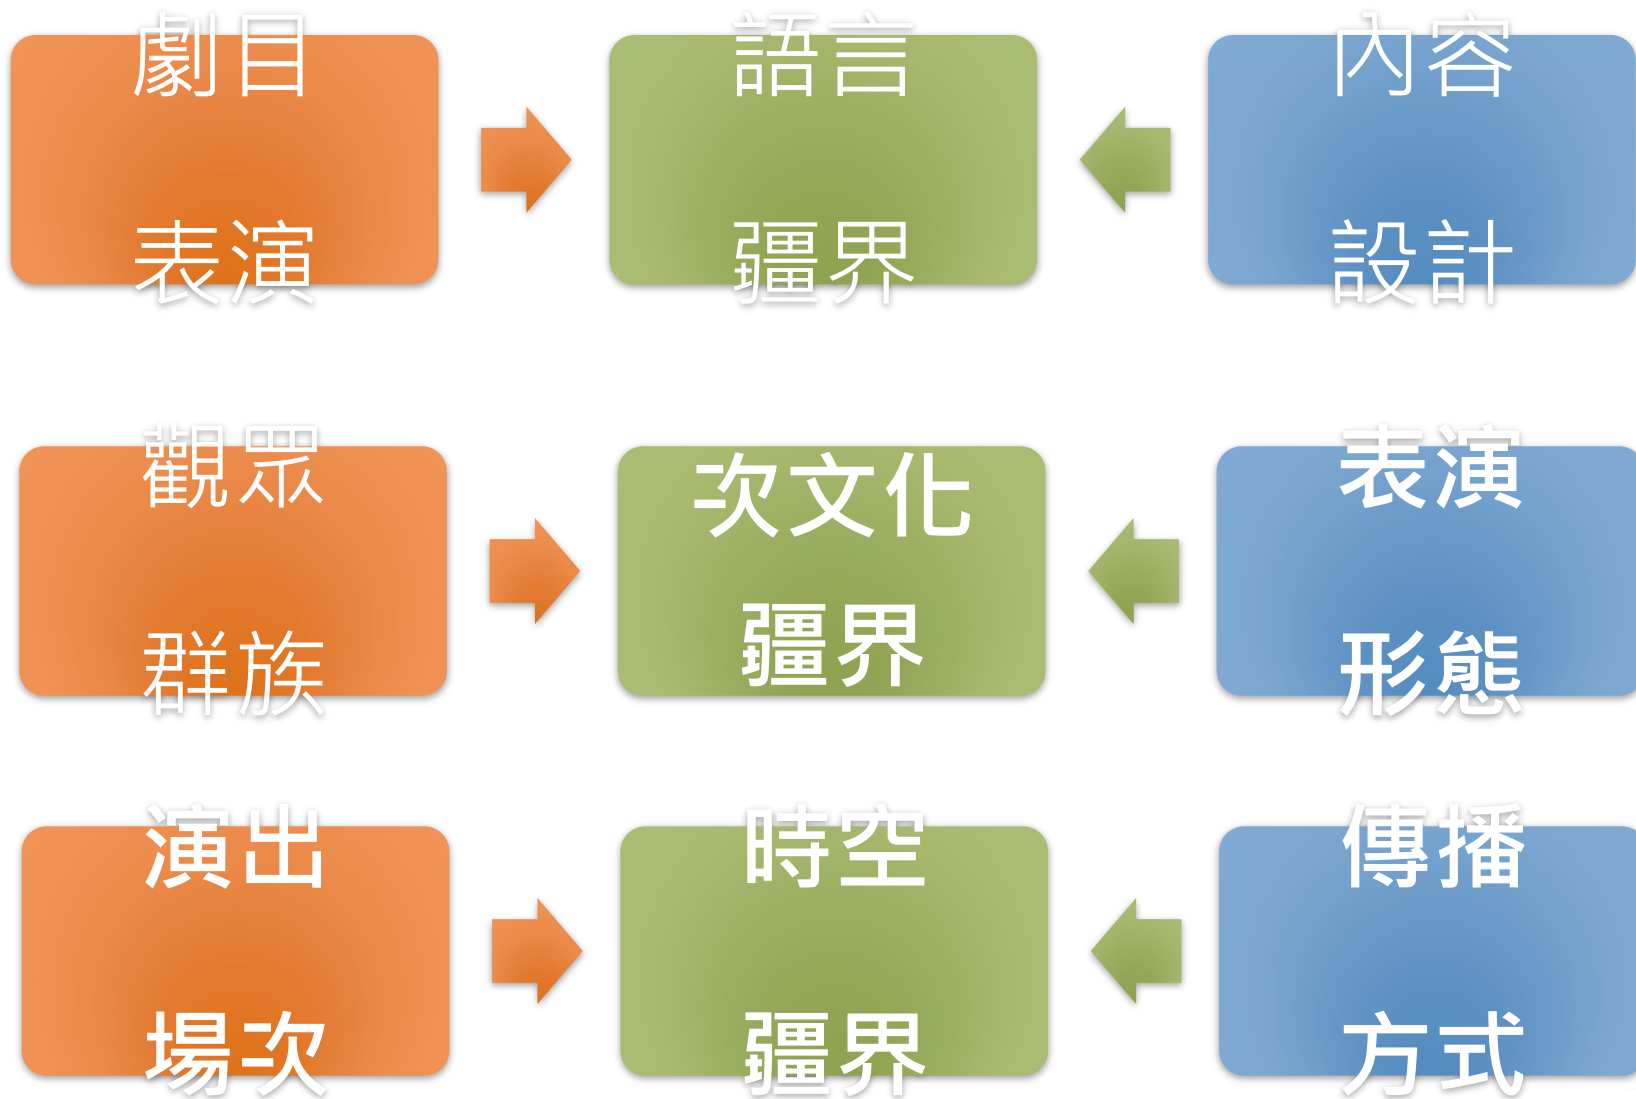 劇目
表演
語言
疆界
內容
設計
觀眾
群族
次文化
疆界
表演
形態
演出
場次
時空
疆界
傳播
方式